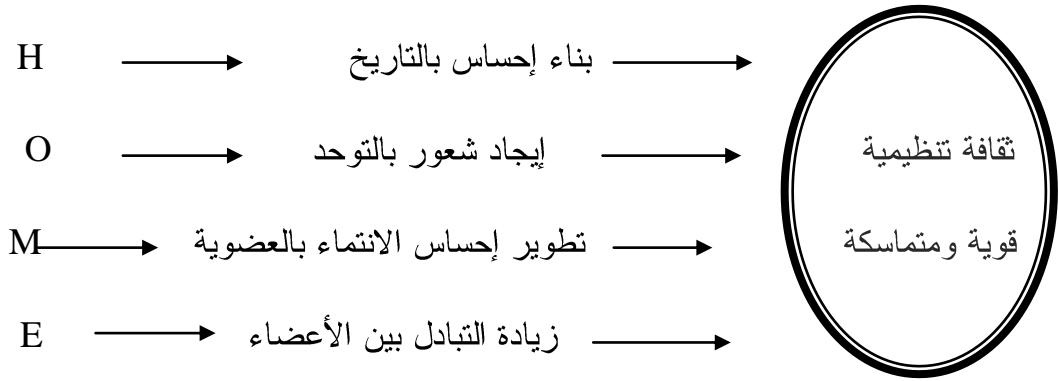 H بناء إحساس بالتاريخ
O إيجاد شعور بالتوحد ثقافة تنظيمية
M تطوير إحساس الانتماء بالعضوية قوية ومتماسكة
E زيادة التبادل بين الأعضاء